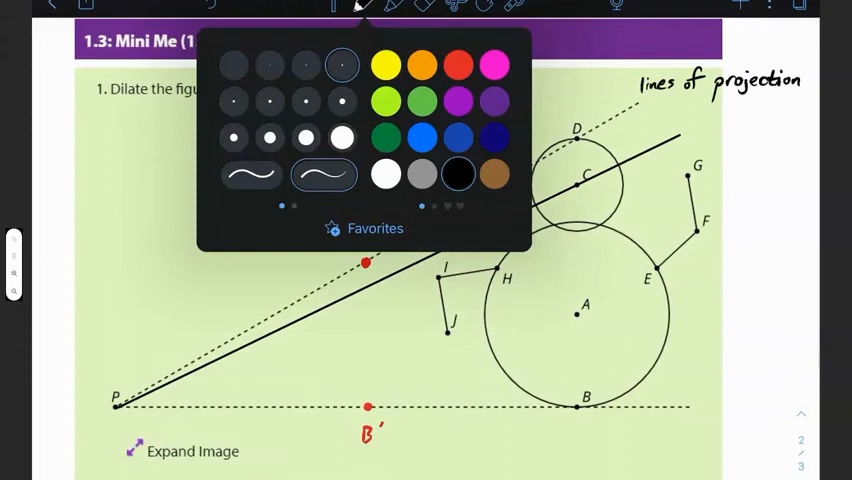 1.3: Mini Me (1
1. Dilate the figu
lines of projection
D
C
G
F
I
H
E
A
J
P
B
B'
Expand Image
Favorites
2
/
3